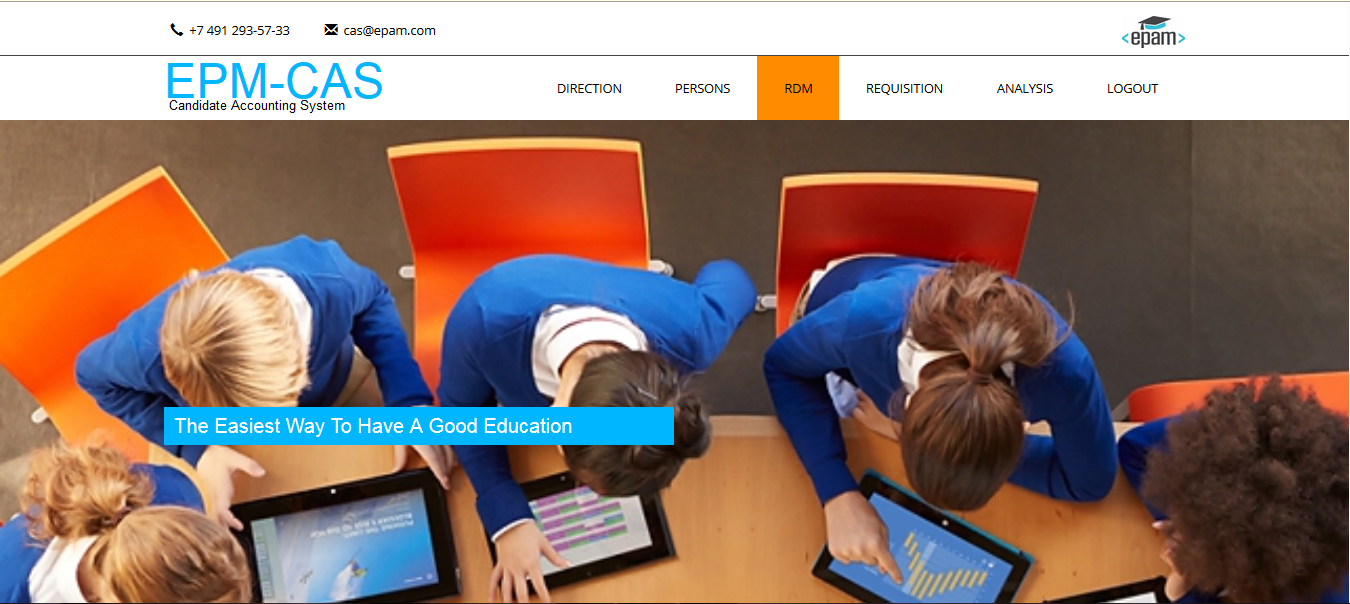 +7 491 293-57-33 cas@epam.com <epam>
EPM-CAS
Candidate Accounting System
DIRECTION PERSONS RDM REQUISITION ANALYSIS LOGOUT
The Easiest Way To Have A Good Education